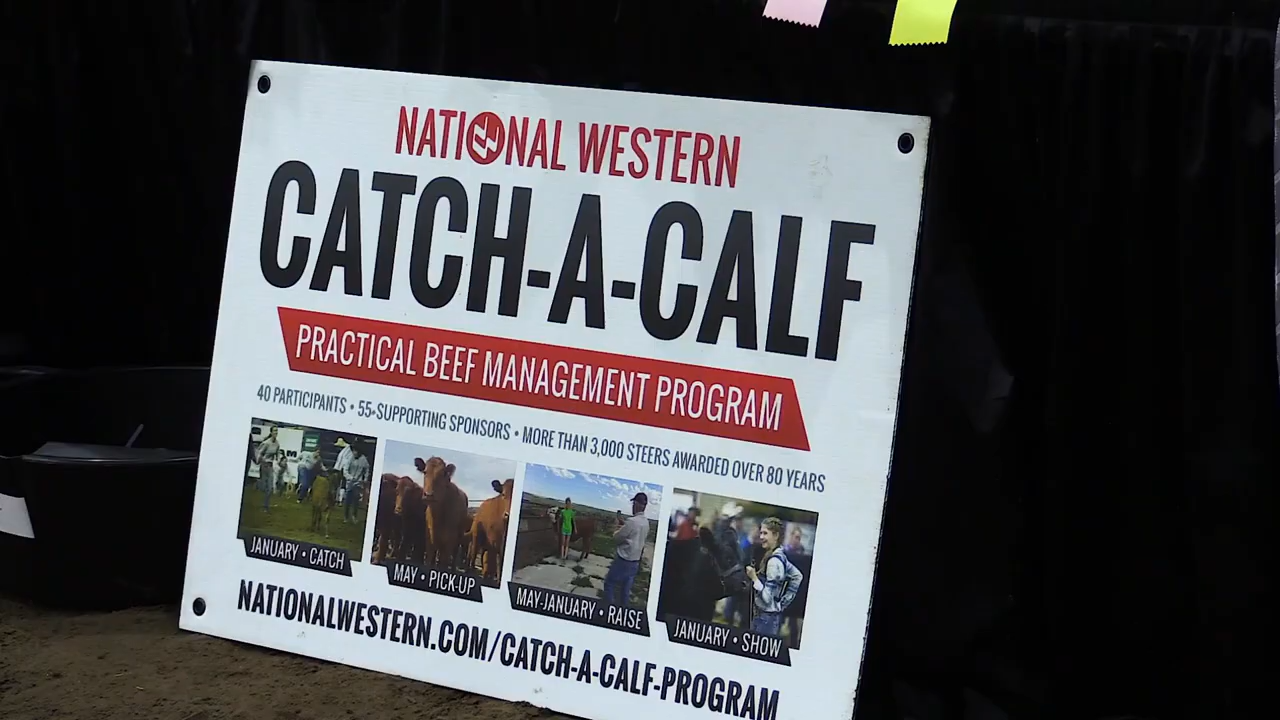 NATIONAL WESTERN
CATCH-A-CALF
PRACTICAL BEEF MANAGEMENT PROGRAM
40 PARTICIPANTS • 55 SUPPORTING SPONSORS • MORE THAN 3,000 STEERS AWARDED OVER 80 YEARS
JANUARY • CATCH
MAY • PICK-UP
MAY-JANUARY • RAISE
JANUARY • SHOW
NATIONALWESTERN.COM/CATCH-A-CALF-PROGRAM